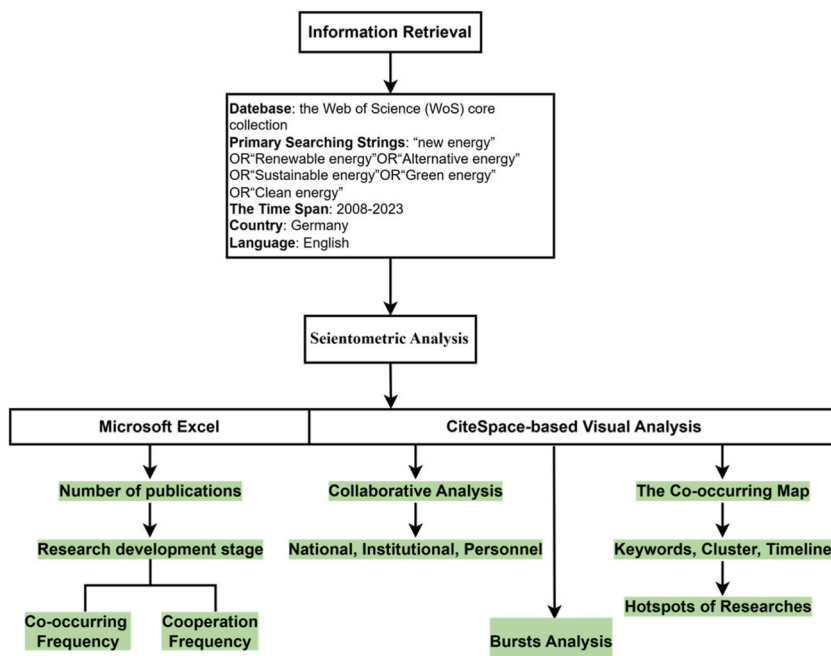 Information Retrieval
Datebase: the Web of Science (WoS) core
collection
Primary Searching Strings: “new energy”
OR“Renewable energy”OR“Alternative energy”
OR“Sustainable energy”OR“Green energy”
OR“Clean energy”
The Time Span: 2008-2023
Country: Germany
Language: English
Seientometric Analysis
Microsoft Excel
CiteSpace-based Visual Analysis
Number of publications
Collaborative Analysis
The Co-occurring Map
Research development stage
National, Institutional, Personnel
Keywords, Cluster, Timeline
Co-occurring
Frequency
Cooperation
Frequency
Bursts Analysis
Hotspots of Researches